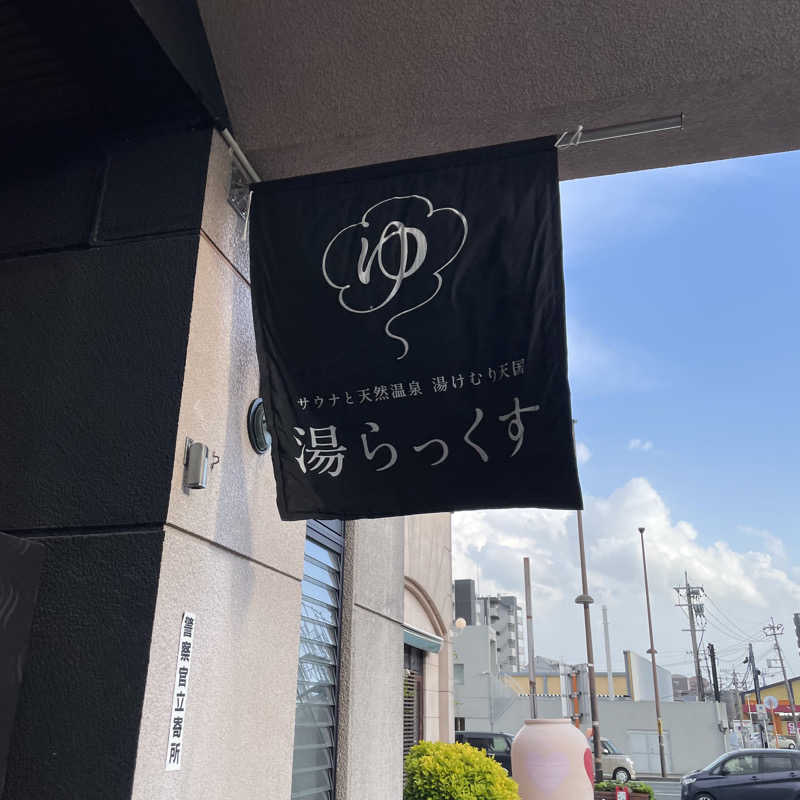 ゆ
サウナと天然温泉 湯けむり天国
湯らっくす
警察官立寄所